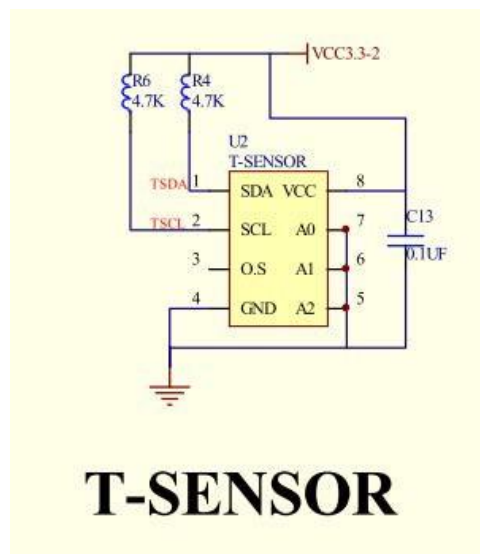 VCC3.3-2
R6
4.7K
R4
4.7K
U2
T-SENSOR
TSDA 1 SDA VCC 8
TSCL 2 SCL A0 7
3 O.S A1 6
4 GND A2 5
C13
0.1UF
T-SENSOR